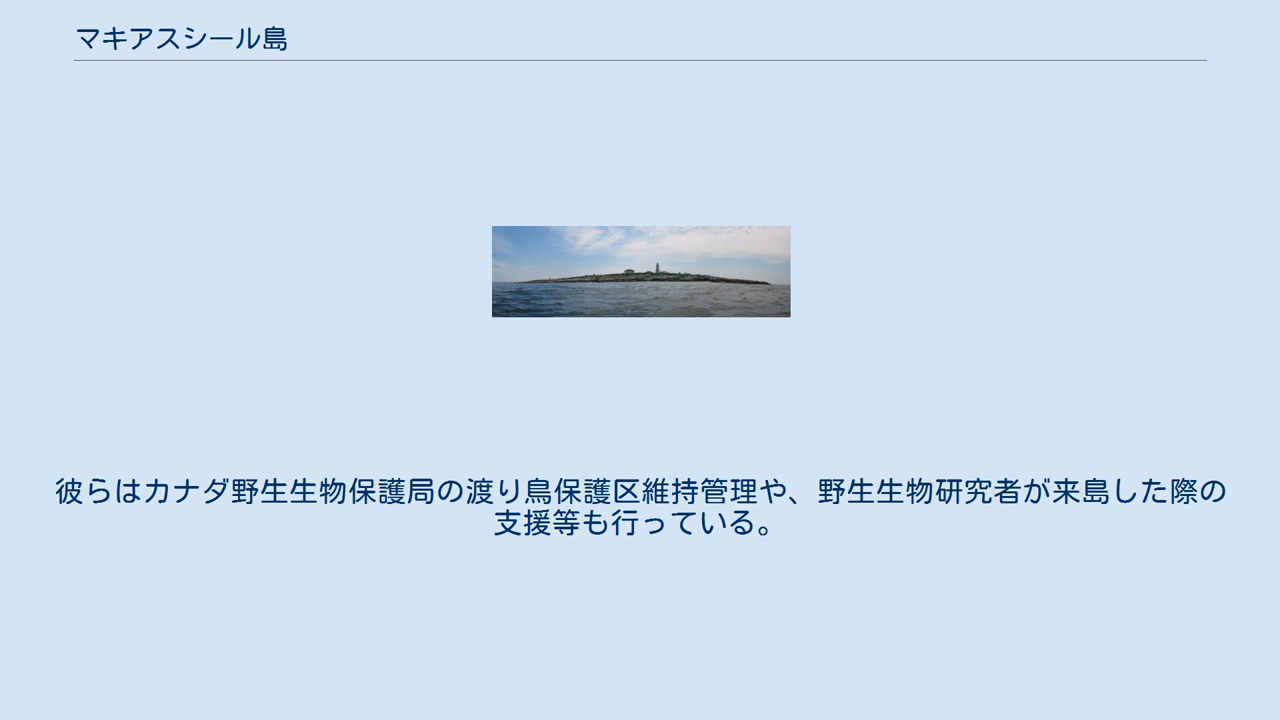 マキアスシール島
彼らはカナダ野生生物保護局の渡り鳥保護区維持管理や、野生生物研究者が来島した際の
支援等も行っている。